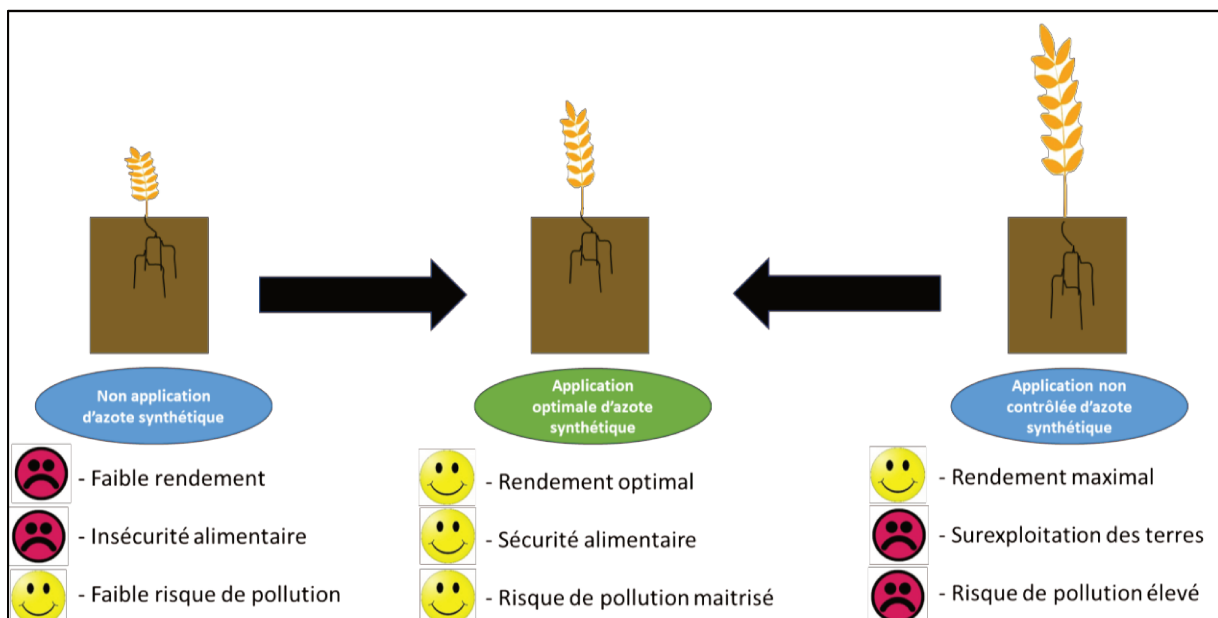 Non application
d'azote synthétique
- Faible rendement
- Insécurité alimentaire
- Faible risque de pollution
Application
optimale d'azote
synthétique
- Rendement optimal
- Sécurité alimentaire
- Risque de pollution maitrisé
Application non
contrôlée d'azote
synthétique
- Rendement maximal
- Surexploitation des terres
- Risque de pollution élevé